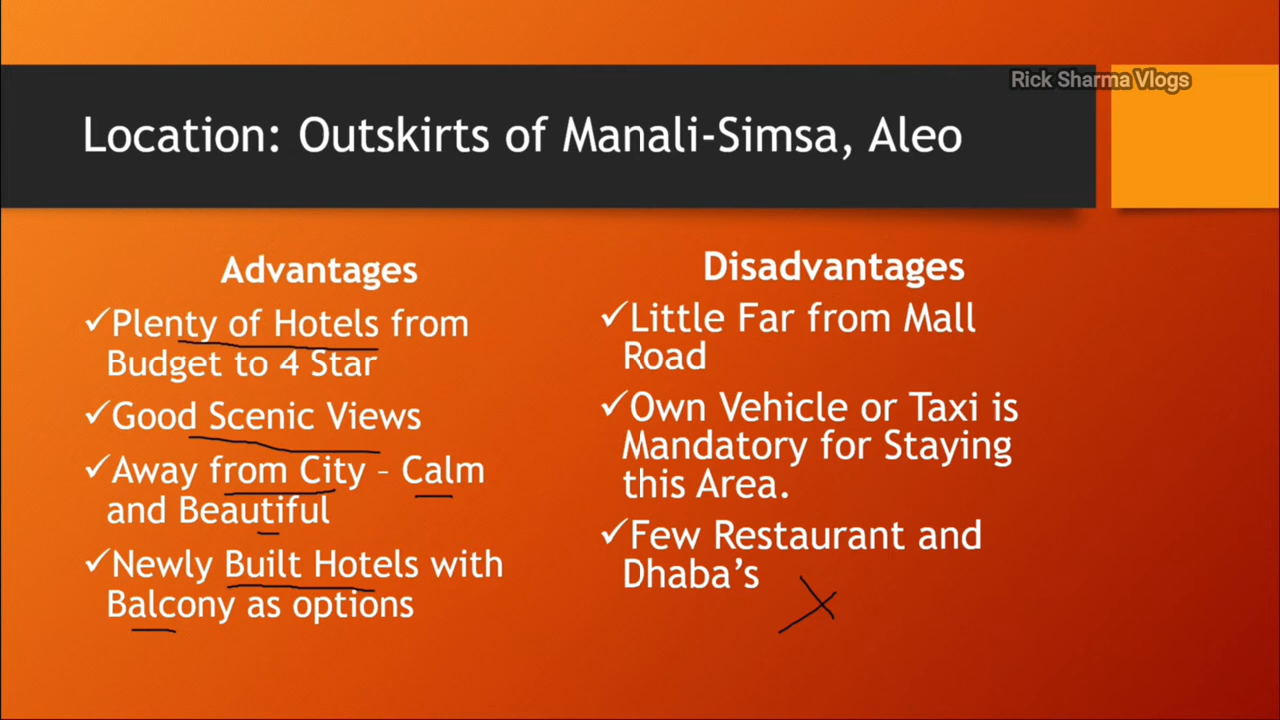 Rick Sharma Vlogs
Location: Outskirts of Manali-Simsa, Aleo
Advantages
✓Plenty of Hotels from
Budget to 4 Star
✓Good Scenic Views
✓Away from City – Calm
and Beautiful
✓Newly Built Hotels with
Balcony as options
Disadvantages
✓Little Far from Mall
Road
✓Own Vehicle or Taxi is
Mandatory for Staying
this Area.
✓Few Restaurant and
Dhaba’s